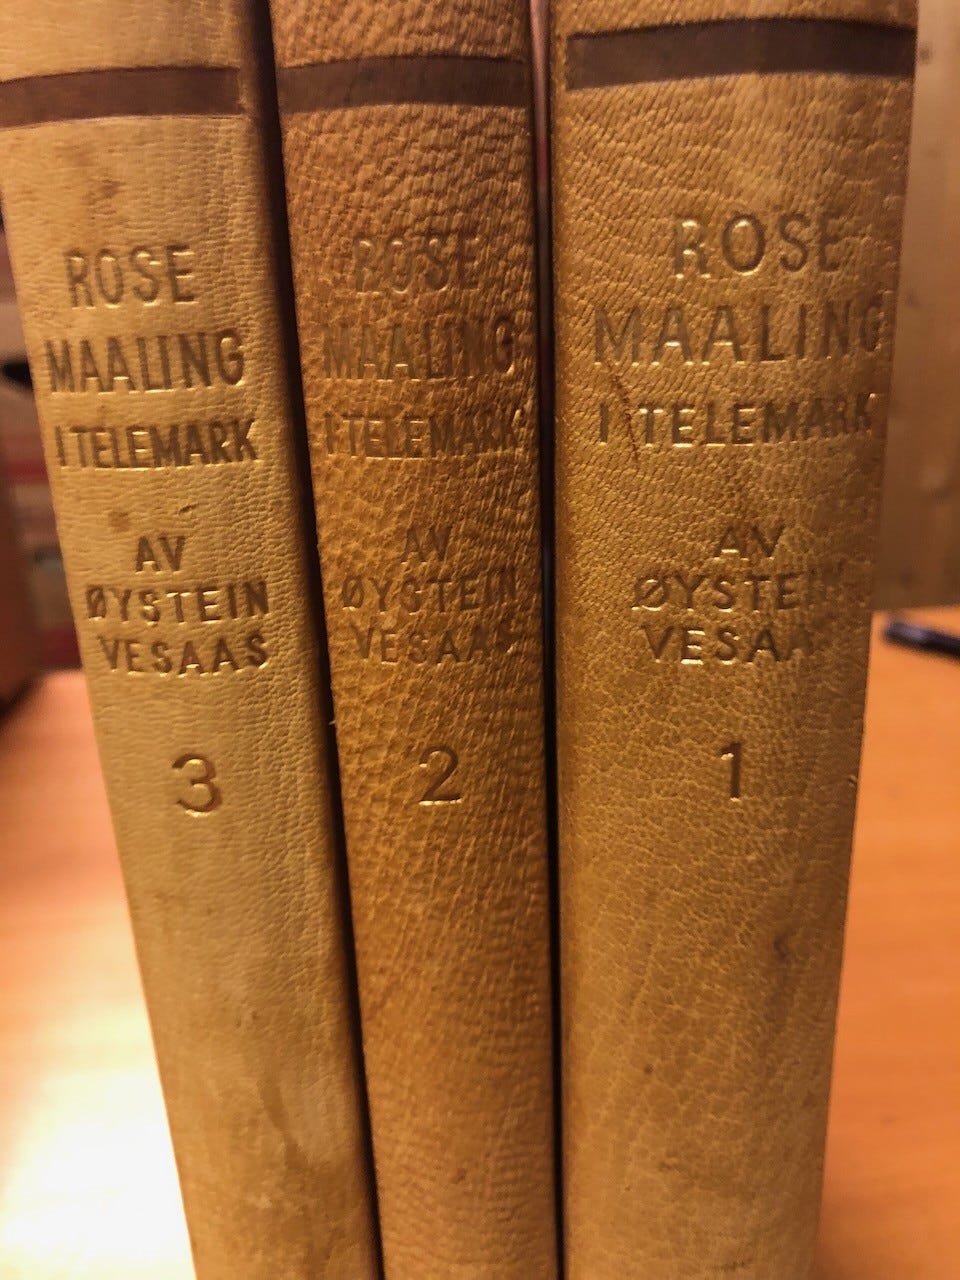 ROSE
MAALING
I TELEMARK
AV
ØYSTEIN
VESAAS
3
ROSE
MAALING
I TELEMARK
AV
ØYSTEIN
VESAAS
2
ROSE
MAALING
I TELEMARK
AV
ØYSTEIN
VESAAS
1